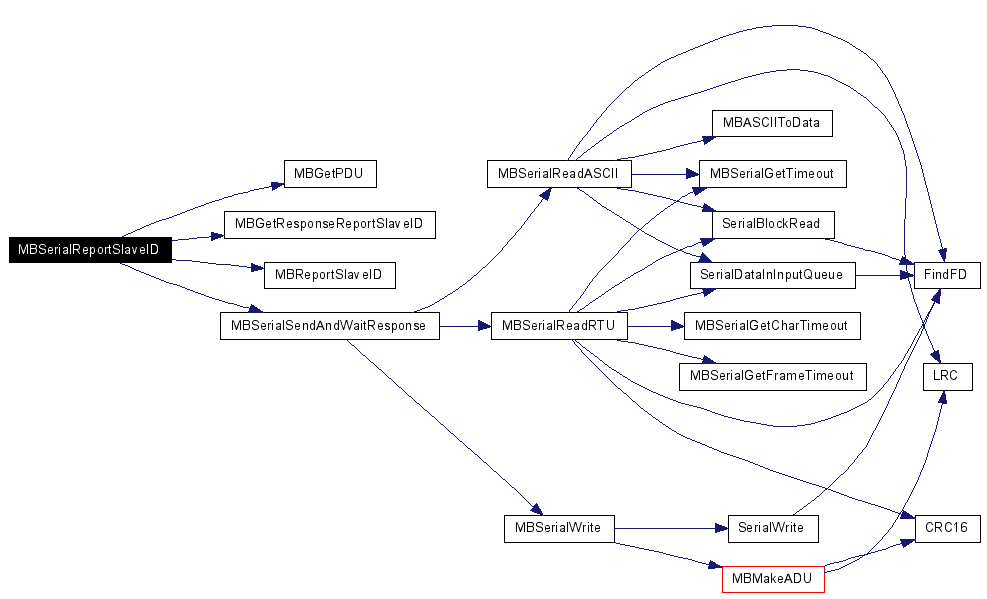 MBSerialReportSlaveID
MBGetPDU
MBGetResponseReportSlaveID
MBReportSlaveID
MBSerialSendAndWaitResponse
MBSerialReadASCII
MBSerialReadRTU
MBSerialWrite
MBASCIIToData
MBSerialGetTimeout
SerialBlockRead
SerialDataInInputQueue
MBSerialGetCharTimeout
MBSerialGetFrameTimeout
SerialWrite
MBMakeADU
FindFD
LRC
CRC16